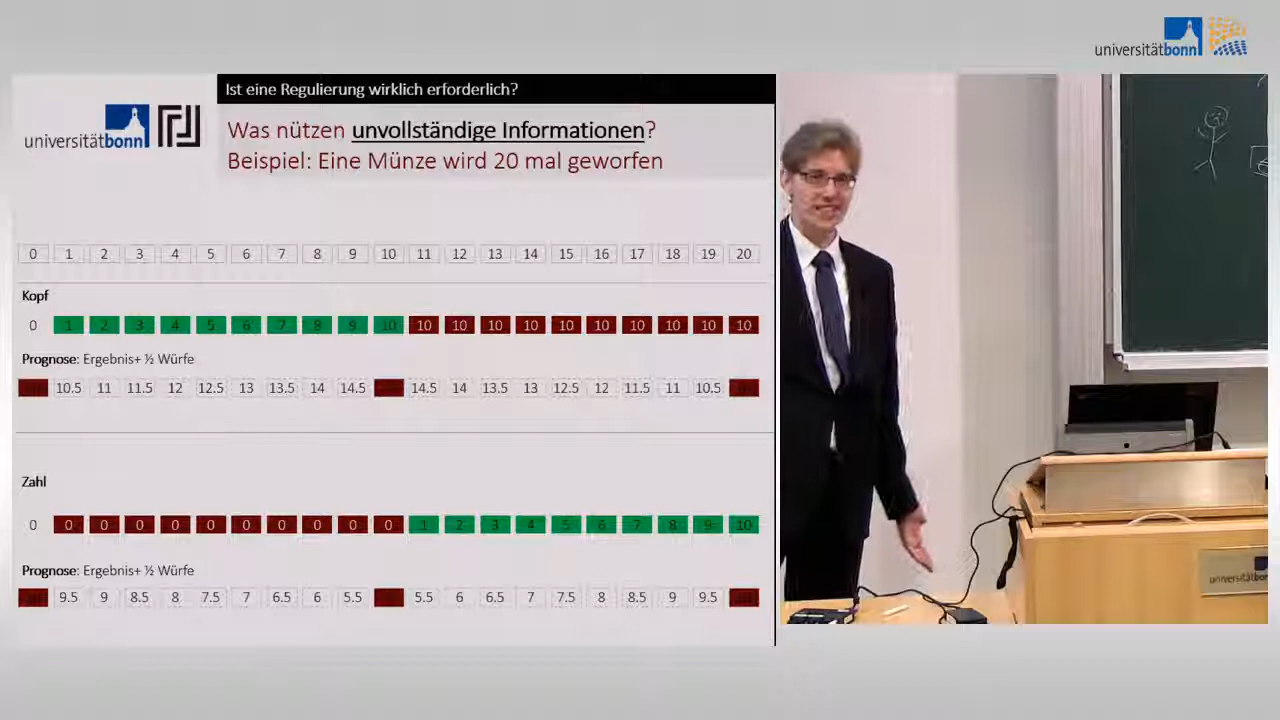 universitätbonn
Ist eine Regulierung wirklich erforderlich?
universitätbonn
Was nützen unvollständige Informationen?
Beispiel: Eine Münze wird 20 mal geworfen
0 1 2 3 4 5 6 7 8 9 10 11 12 13 14 15 16 17 18 19 20
Kopf
0 1 2 3 4 5 6 7 8 9 10 10 10 10 10 10 10 10 10 10 10
Prognose: Ergebnis+ ½ Würfe
10.5 11 11.5 12 12.5 13 13.5 14 14.5 14.5 14 13.5 13 12.5 12 11.5 11 10.5
Zahl
0 0 0 0 0 0 0 0 0 0 0 1 2 3 4 5 6 7 8 9 10
Prognose: Ergebnis+ ½ Würfe
9.5 9 8.5 8 7.5 7 6.5 6 5.5 5.5 6 6.5 7 7.5 8 8.5 9 9.5
universitätbonn